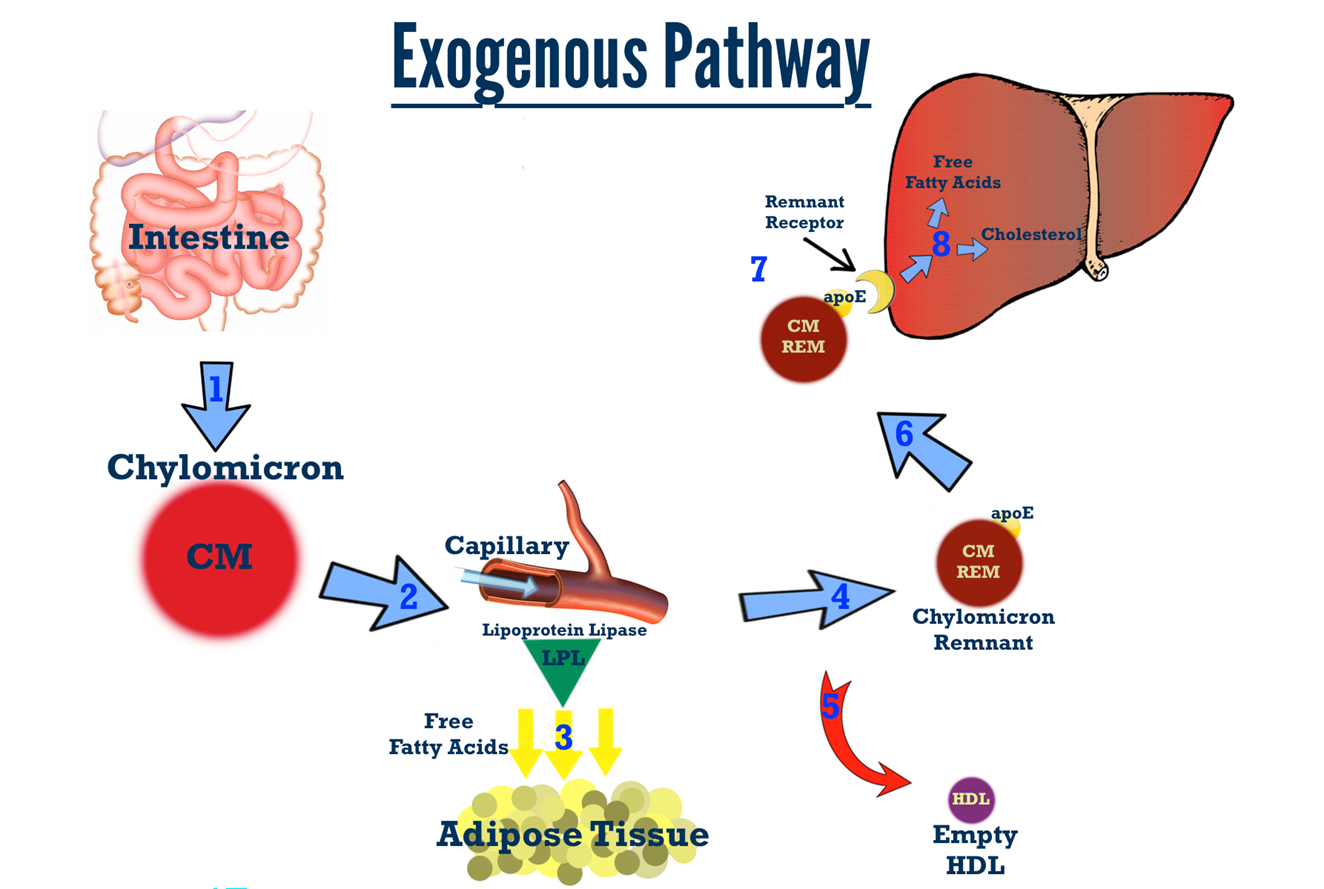 Exogenous Pathway
Intestine
1
Chylomicron
CM
2
Capillary
Lipoprotein Lipase
LPL
Free
Fatty Acids
3
Adipose Tissue
4
apoE
CM
REM
Chylomicron
Remnant
5
HDL
Empty
HDL
6
7
Remnant
Receptor
apoE
CM
REM
8
Free
Fatty Acids
Cholesterol